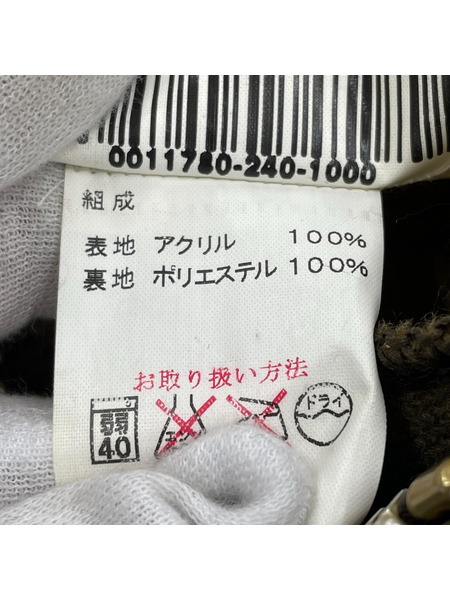 0011780-240-1000
組成
表地 アクリル 100%
裏地 ポリエステル 100%
お取り扱い方法
弱
40
ドライ